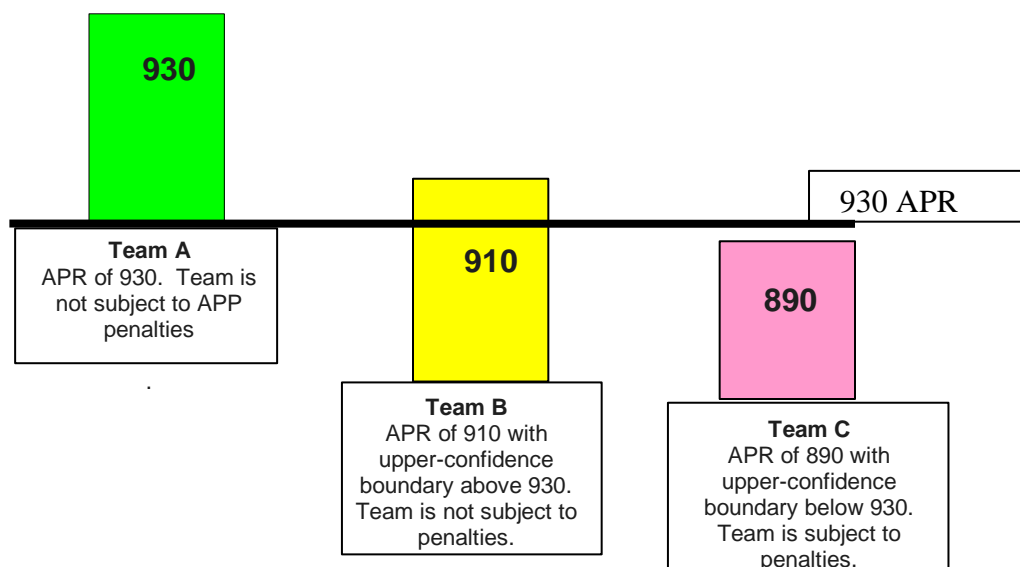 930
930 APR
Team A
APR of 930. Team is
not subject to APP
penalties
.
910
890
Team B
APR of 910 with
upper-confidence
boundary above 930.
Team is not subject to
penalties.
Team C
APR of 890 with
upper-confidence
boundary below 930.
Team is subject to
penalties.